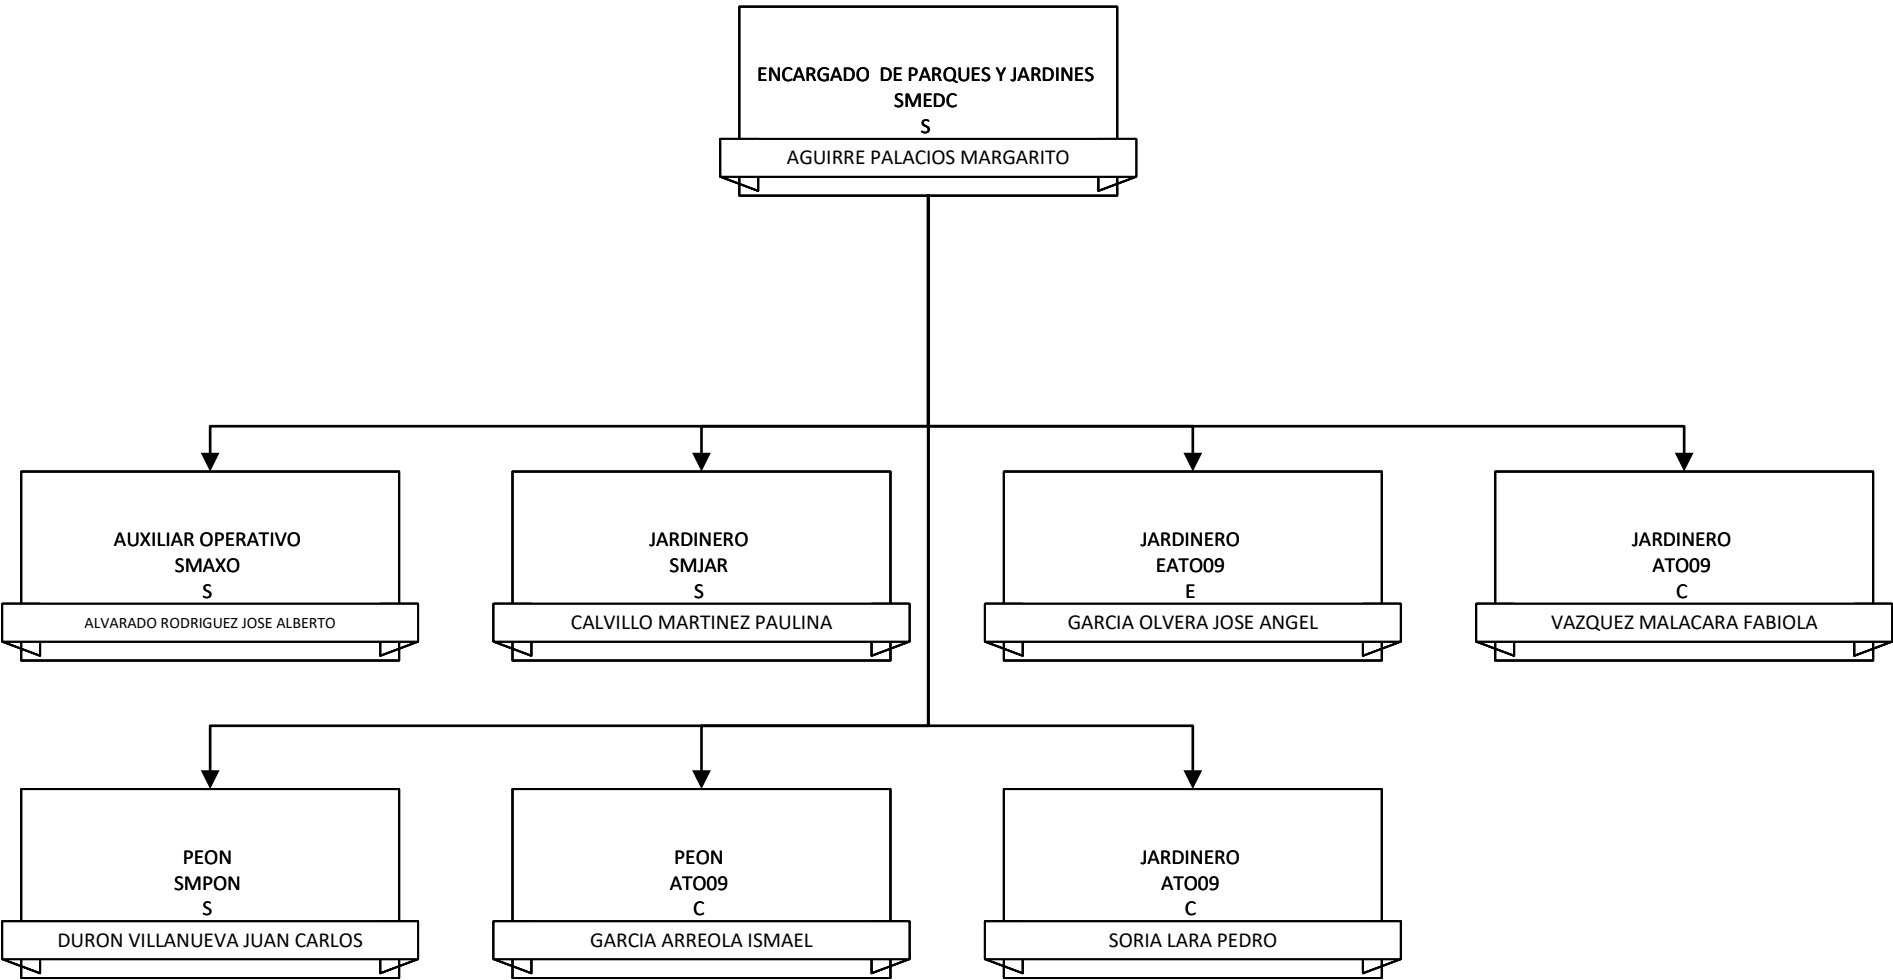 ENCARGADO  DE PARQUES Y JARDINES
SMEDC
S
AGUIRRE PALACIOS MARGARITO
AUXILIAR OPERATIVO
SMAXO
S
ALVARADO RODRIGUEZ JOSE ALBERTO
JARDINERO
SMJAR
S
CALVILLO MARTINEZ PAULINA
JARDINERO
EATO09
E
GARCIA OLVERA JOSE ANGEL
JARDINERO
ATO09
C
VAZQUEZ MALACARA FABIOLA
PEON
SMPON
S
DURON VILLANUEVA JUAN CARLOS
PEON
ATO09
C
GARCIA ARREOLA ISMAEL
JARDINERO
ATO09
C
SORIA LARA PEDRO